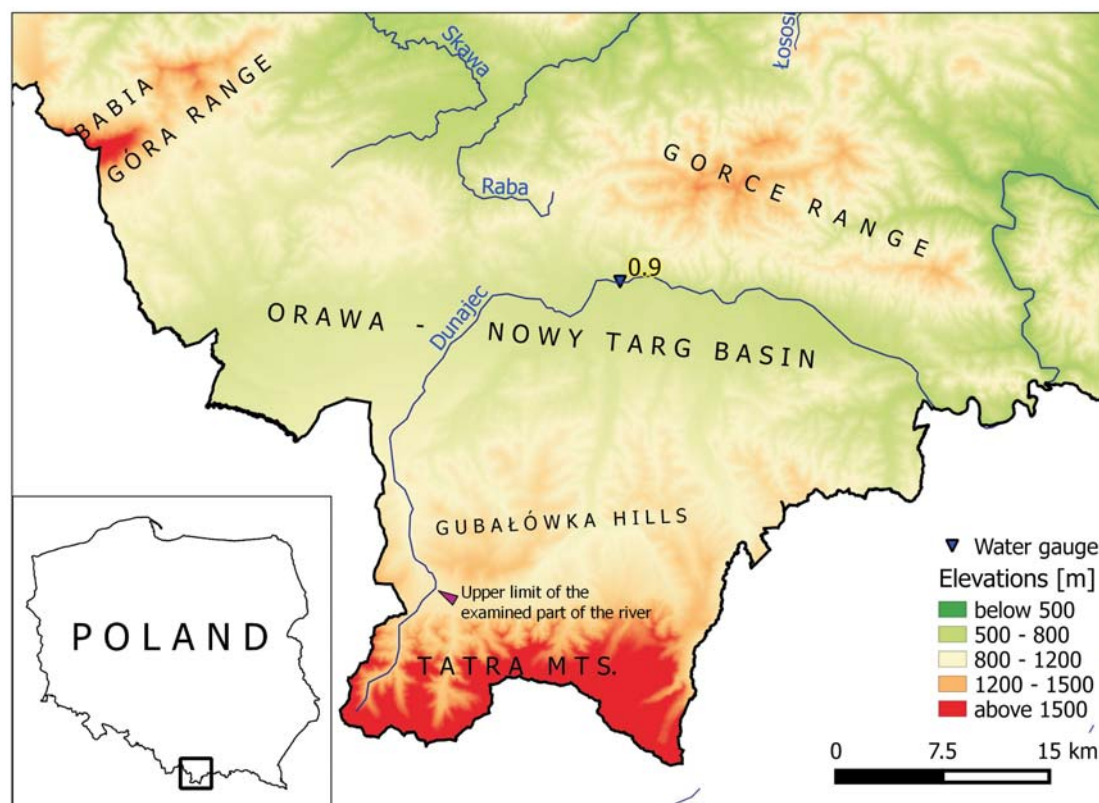 Skawa
Łososi
BABIA
GÓRA RANGE
Raba
GORCE RANGE
0.9
Dunajec
ORAWA - NOWY TARG BASIN
GUBAŁÓWKA HILLS
Upper limit of the
examined part of the river
TATRA MTS.
POLAND
Water gauge
Elevations [m]
below 500
500 - 800
800 - 1200
1200 - 1500
above 1500
0 7.5 15 km